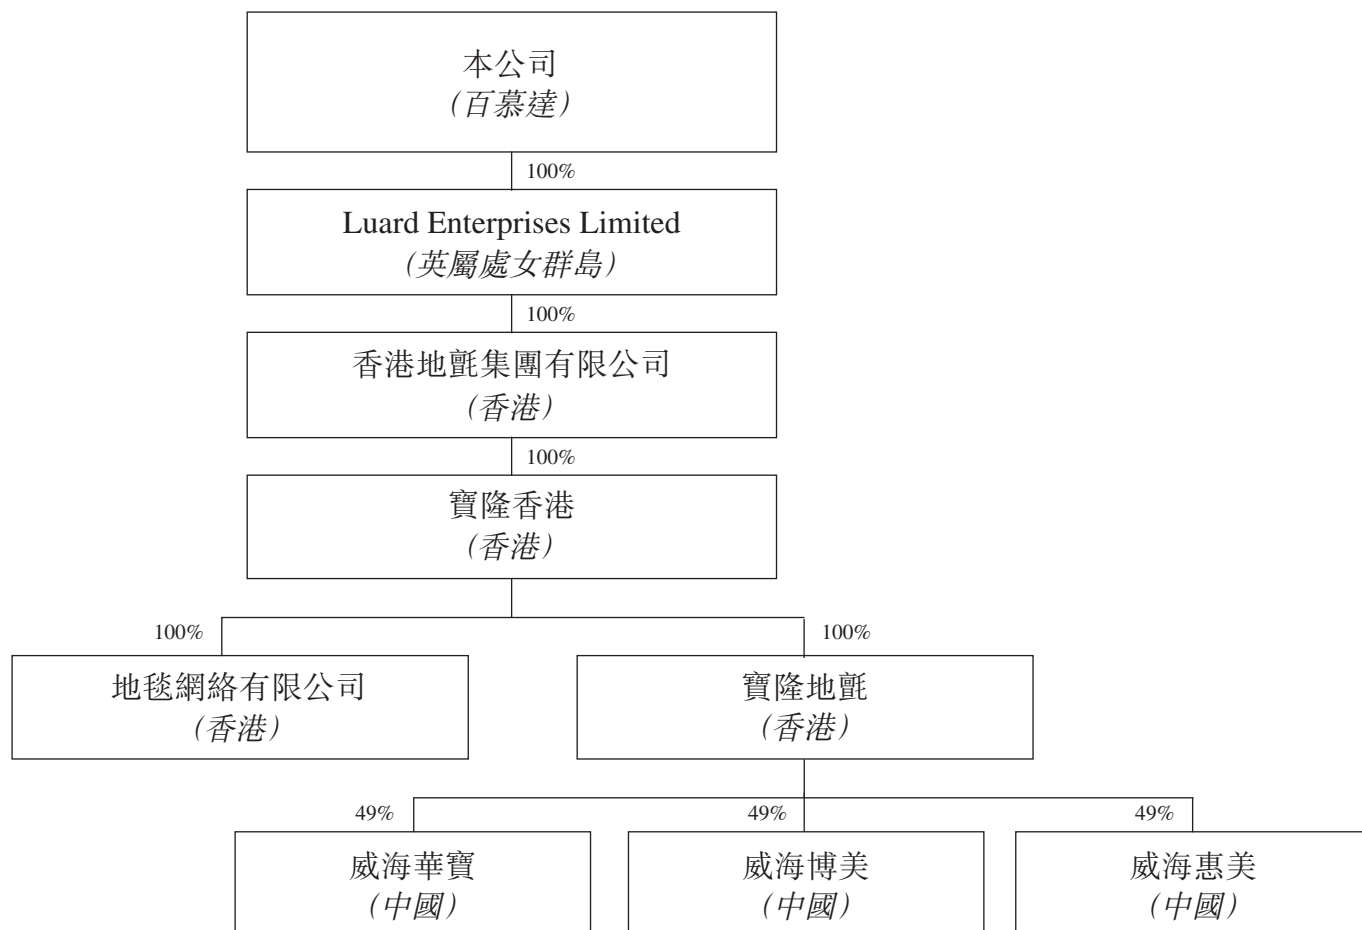 本公司
（百慕達）
100%
Luard Enterprises Limited
（英屬處女群島）
100%
香港地氈集團有限公司
（香港）
100%
寶隆香港
（香港）
100%
100%
地毯網絡有限公司
（香港）
寶隆地氈
（香港）
49%
49%
49%
威海華寶
（中國）
威海博美
（中國）
威海惠美
（中國）